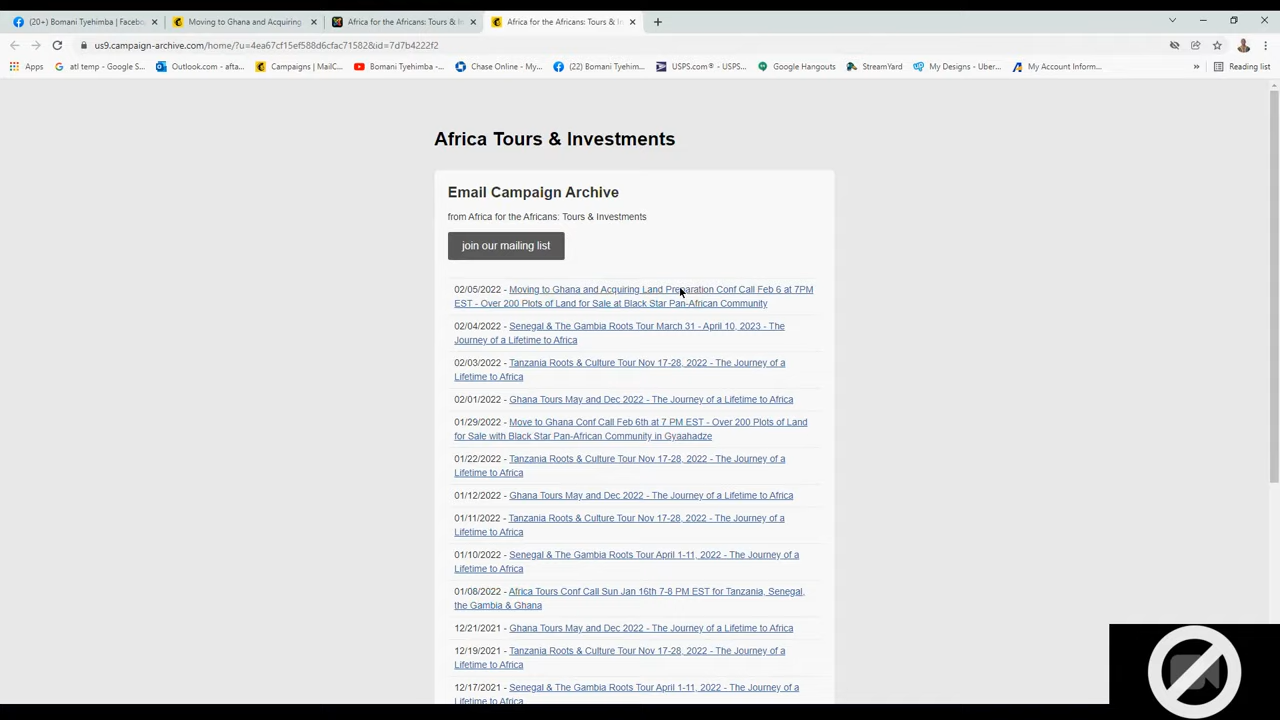 (20+) Bomani Tyehimba | Facebo
Moving to Ghana and Acquiring
Africa for the Africans: Tours & In
Africa for the Africans: Tours & In
us9.campaign-archive.com/home/?u=4ea67cf15ef588d6cfac71582&id=7d7b4222f2
Apps
atl temp - Google S...
Outlook.com - afta...
Campaigns | MailC...
Bomani Tyehimba -...
Chase Online - My...
(22) Bomani Tyehim...
USPS.com® - USPS...
Google Hangouts
StreamYard
My Designs - Uber...
My Account Inform...
»
Reading list
Africa Tours & Investments
Email Campaign Archive
from Africa for the Africans: Tours & Investments
join our mailing list
02/05/2022 - Moving to Ghana and Acquiring Land Preparation Conf Call Feb 6 at 7PM
EST - Over 200 Plots of Land for Sale at Black Star Pan-African Community
02/04/2022 - Senegal & The Gambia Roots Tour March 31 - April 10, 2023 - The
Journey of a Lifetime to Africa
02/03/2022 - Tanzania Roots & Culture Tour Nov 17-28, 2022 - The Journey of a
Lifetime to Africa
02/01/2022 - Ghana Tours May and Dec 2022 - The Journey of a Lifetime to Africa
01/29/2022 - Move to Ghana Conf Call Feb 6th at 7 PM EST - Over 200 Plots of Land
for Sale with Black Star Pan-African Community in Gyaahadze
01/22/2022 - Tanzania Roots & Culture Tour Nov 17-28, 2022 - The Journey of a
Lifetime to Africa
01/12/2022 - Ghana Tours May and Dec 2022 - The Journey of a Lifetime to Africa
01/11/2022 - Tanzania Roots & Culture Tour Nov 17-28, 2022 - The Journey of a
Lifetime to Africa
01/10/2022 - Senegal & The Gambia Roots Tour April 1-11, 2022 - The Journey of a
Lifetime to Africa
01/08/2022 - Africa Tours Conf Call Sun Jan 16th 7-8 PM EST for Tanzania, Senegal,
the Gambia & Ghana
12/21/2021 - Ghana Tours May and Dec 2022 - The Journey of a Lifetime to Africa
12/19/2021 - Tanzania Roots & Culture Tour Nov 17-28, 2022 - The Journey of a
Lifetime to Africa
12/17/2021 - Senegal & The Gambia Roots Tour April 1-11, 2022 - The Journey of a
Lifetime to Africa